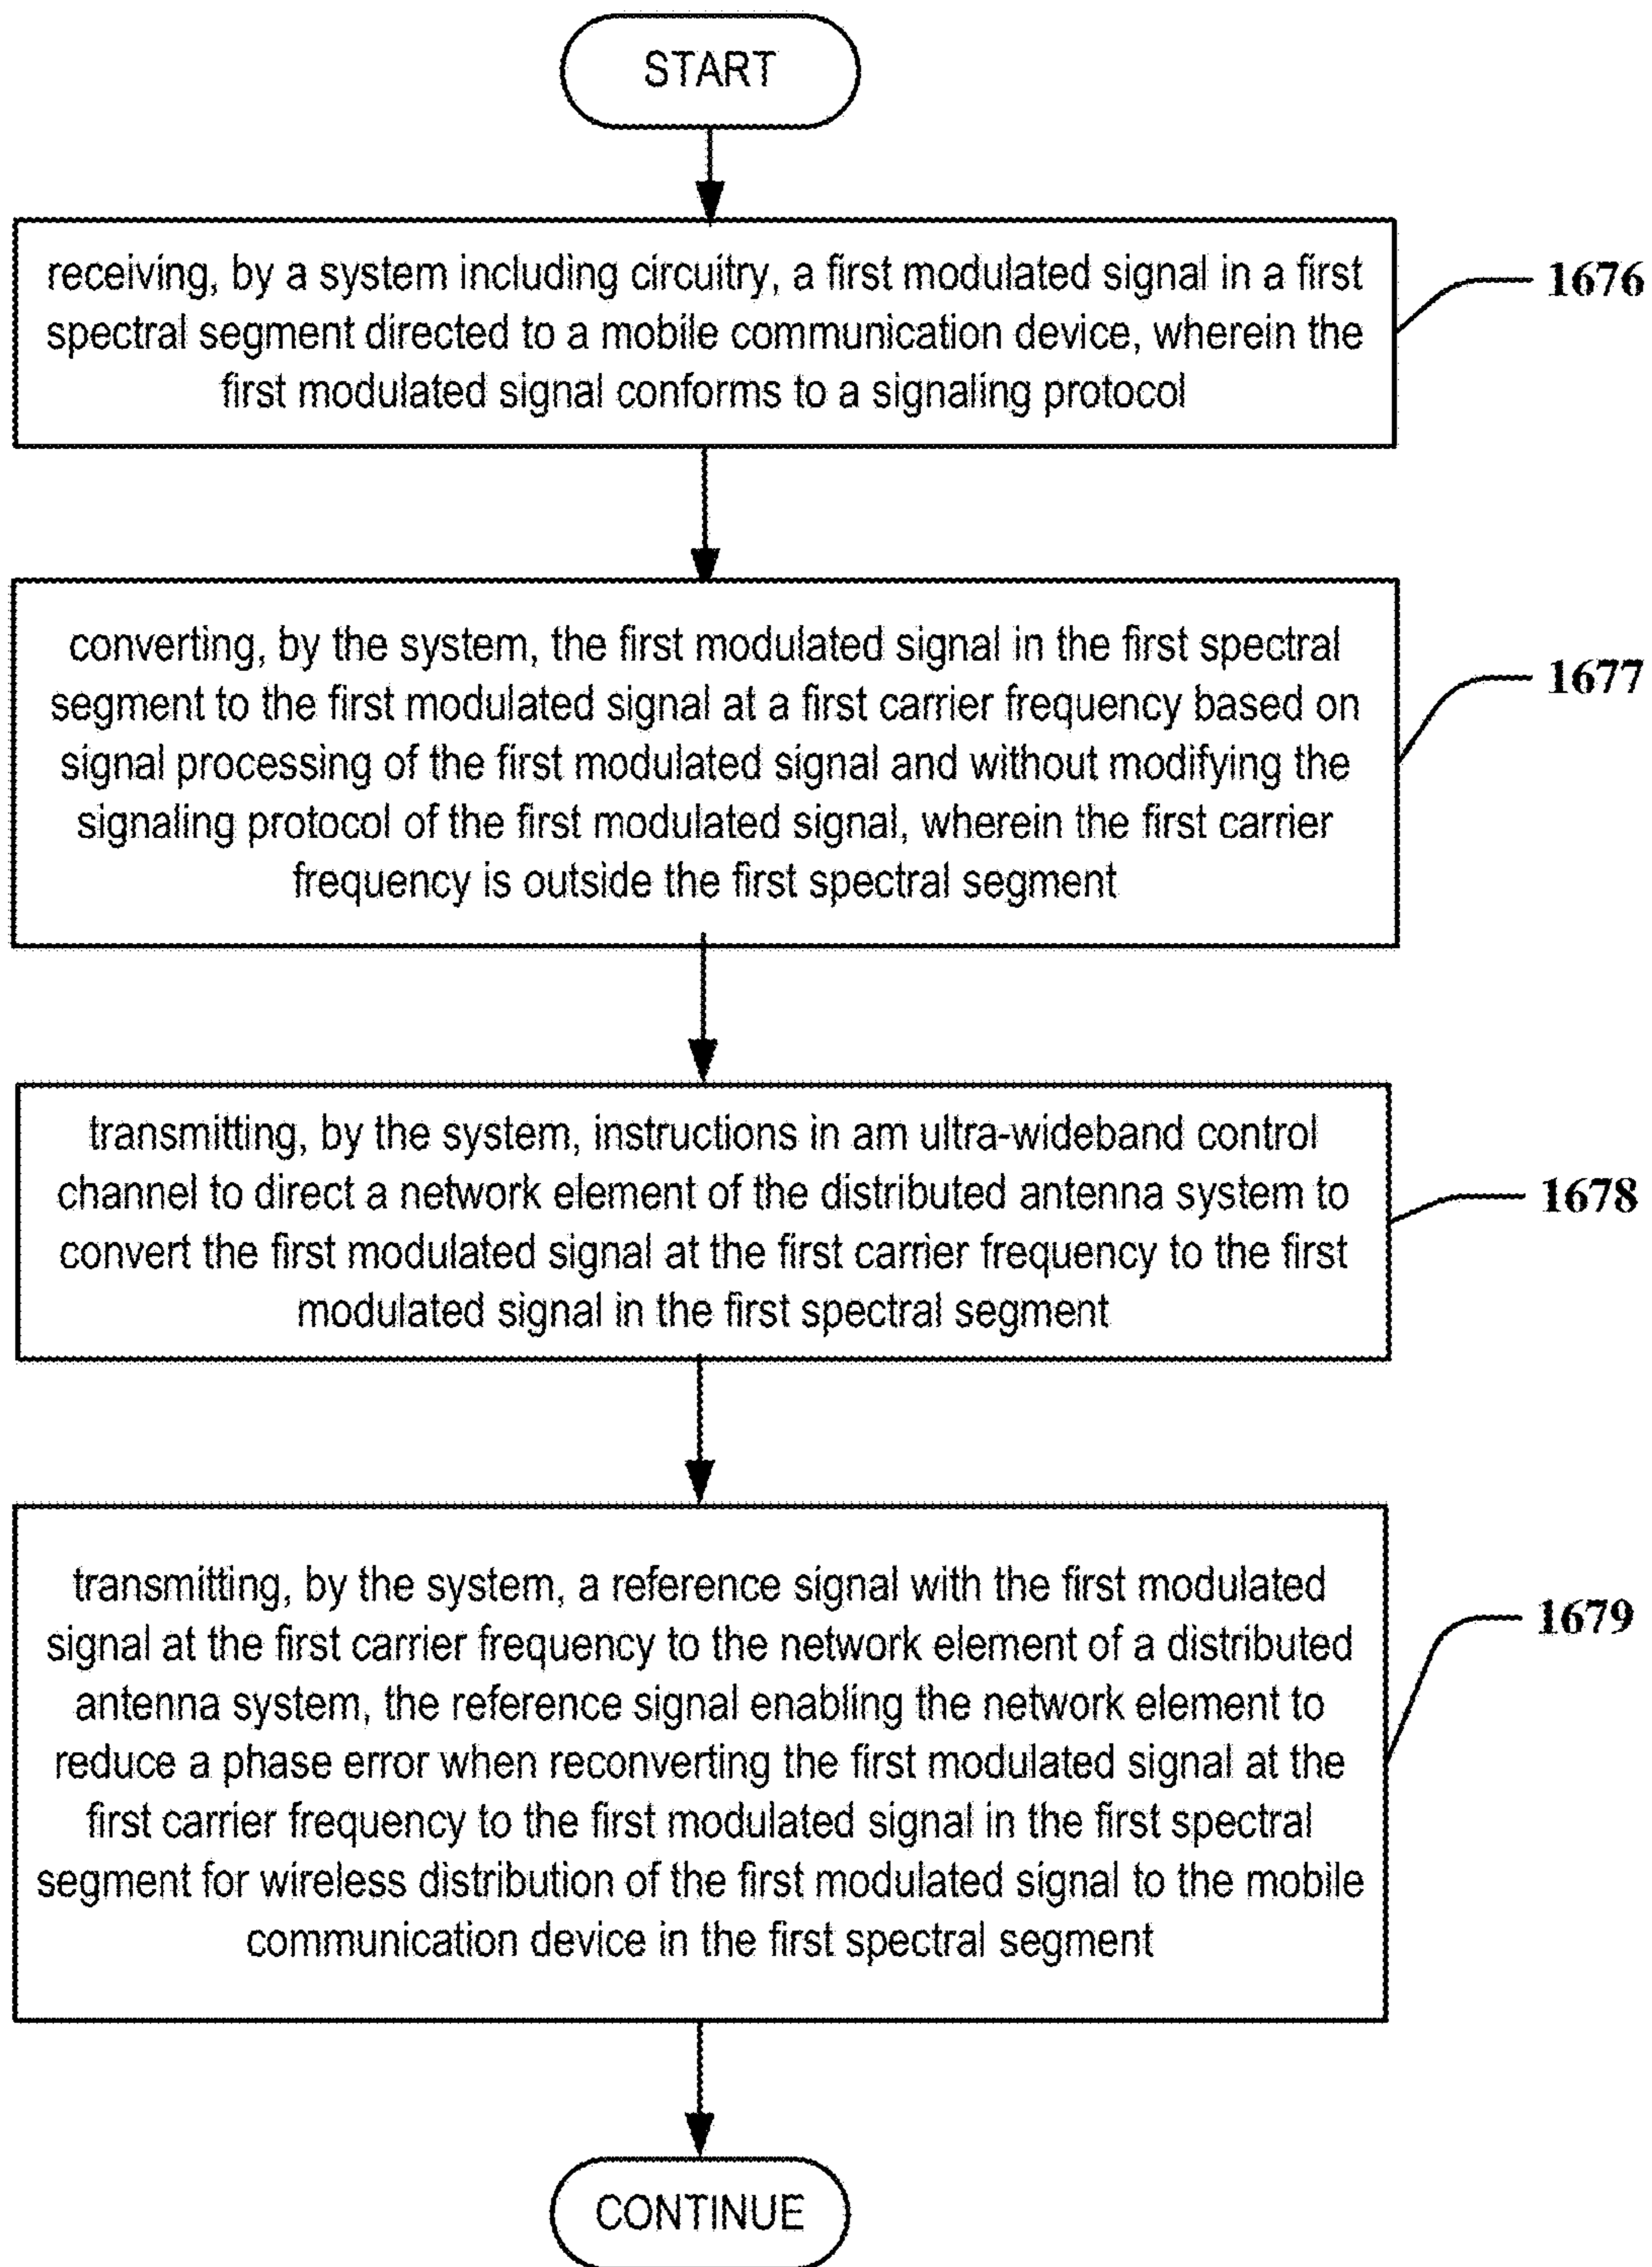 START
receiving, by a system including circuitry, a first modulated signal in a first
spectral segment directed to a mobile communication device, wherein the
first modulated signal conforms to a signaling protocol
1676
converting, by the system, the first modulated signal in the first spectral
segment to the first modulated signal at a first carrier frequency based on
signal processing of the first modulated signal and without modifying the
signaling protocol of the first modulated signal, wherein the first carrier
frequency is outside the first spectral segment
1677
transmitting, by the system, instructions in am ultra-wideband control
channel to direct a network element of the distributed antenna system to
convert the first modulated signal at the first carrier frequency to the first
modulated signal in the first spectral segment
1678
transmitting, by the system, a reference signal with the first modulated
signal at the first carrier frequency to the network element of a distributed
antenna system, the reference signal enabling the network element to
reduce a phase error when reconverting the first modulated signal at the
first carrier frequency to the first modulated signal in the first spectral
segment for wireless distribution of the first modulated signal to the mobile
communication device in the first spectral segment
1679
CONTINUE